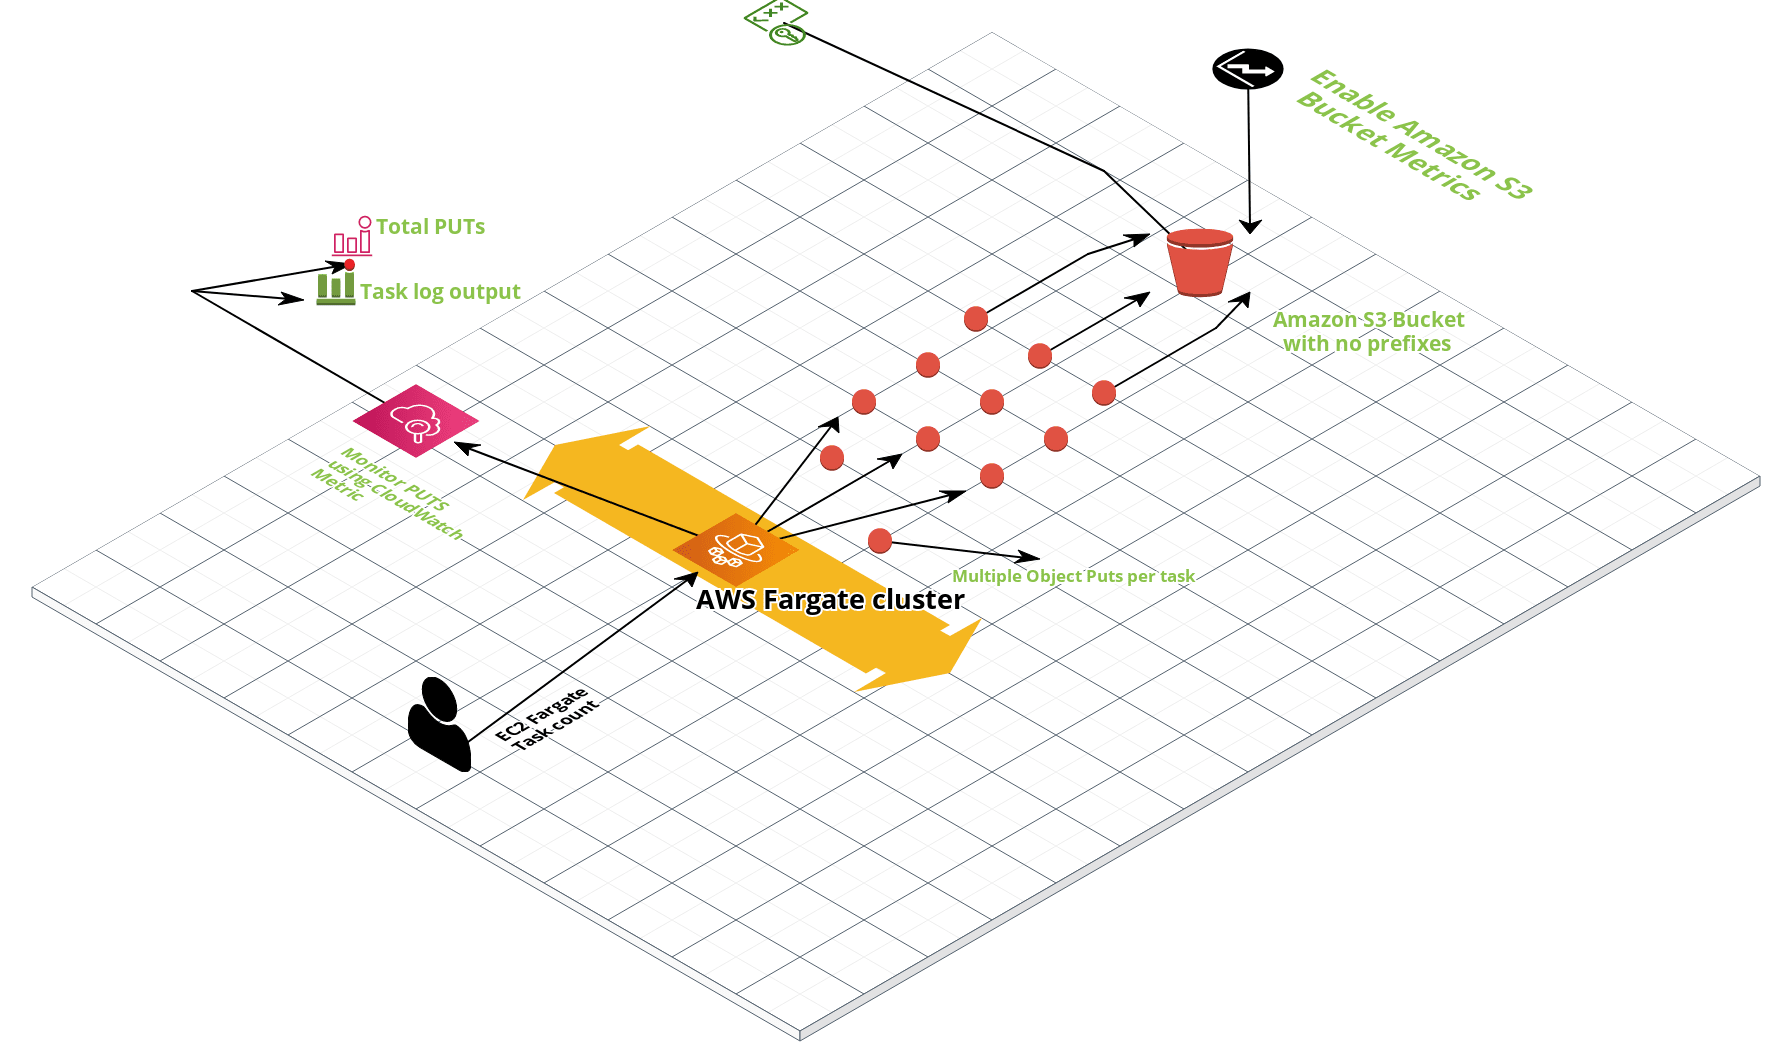 Enable Amazon S3
Bucket Metrics
Total PUTs
Task log output
Amazon S3 Bucket
with no prefixes
Monitor PUTS
using CloudWatch
Metric
Multiple Object Puts per task
AWS Fargate cluster
EC2 Fargate
Task count